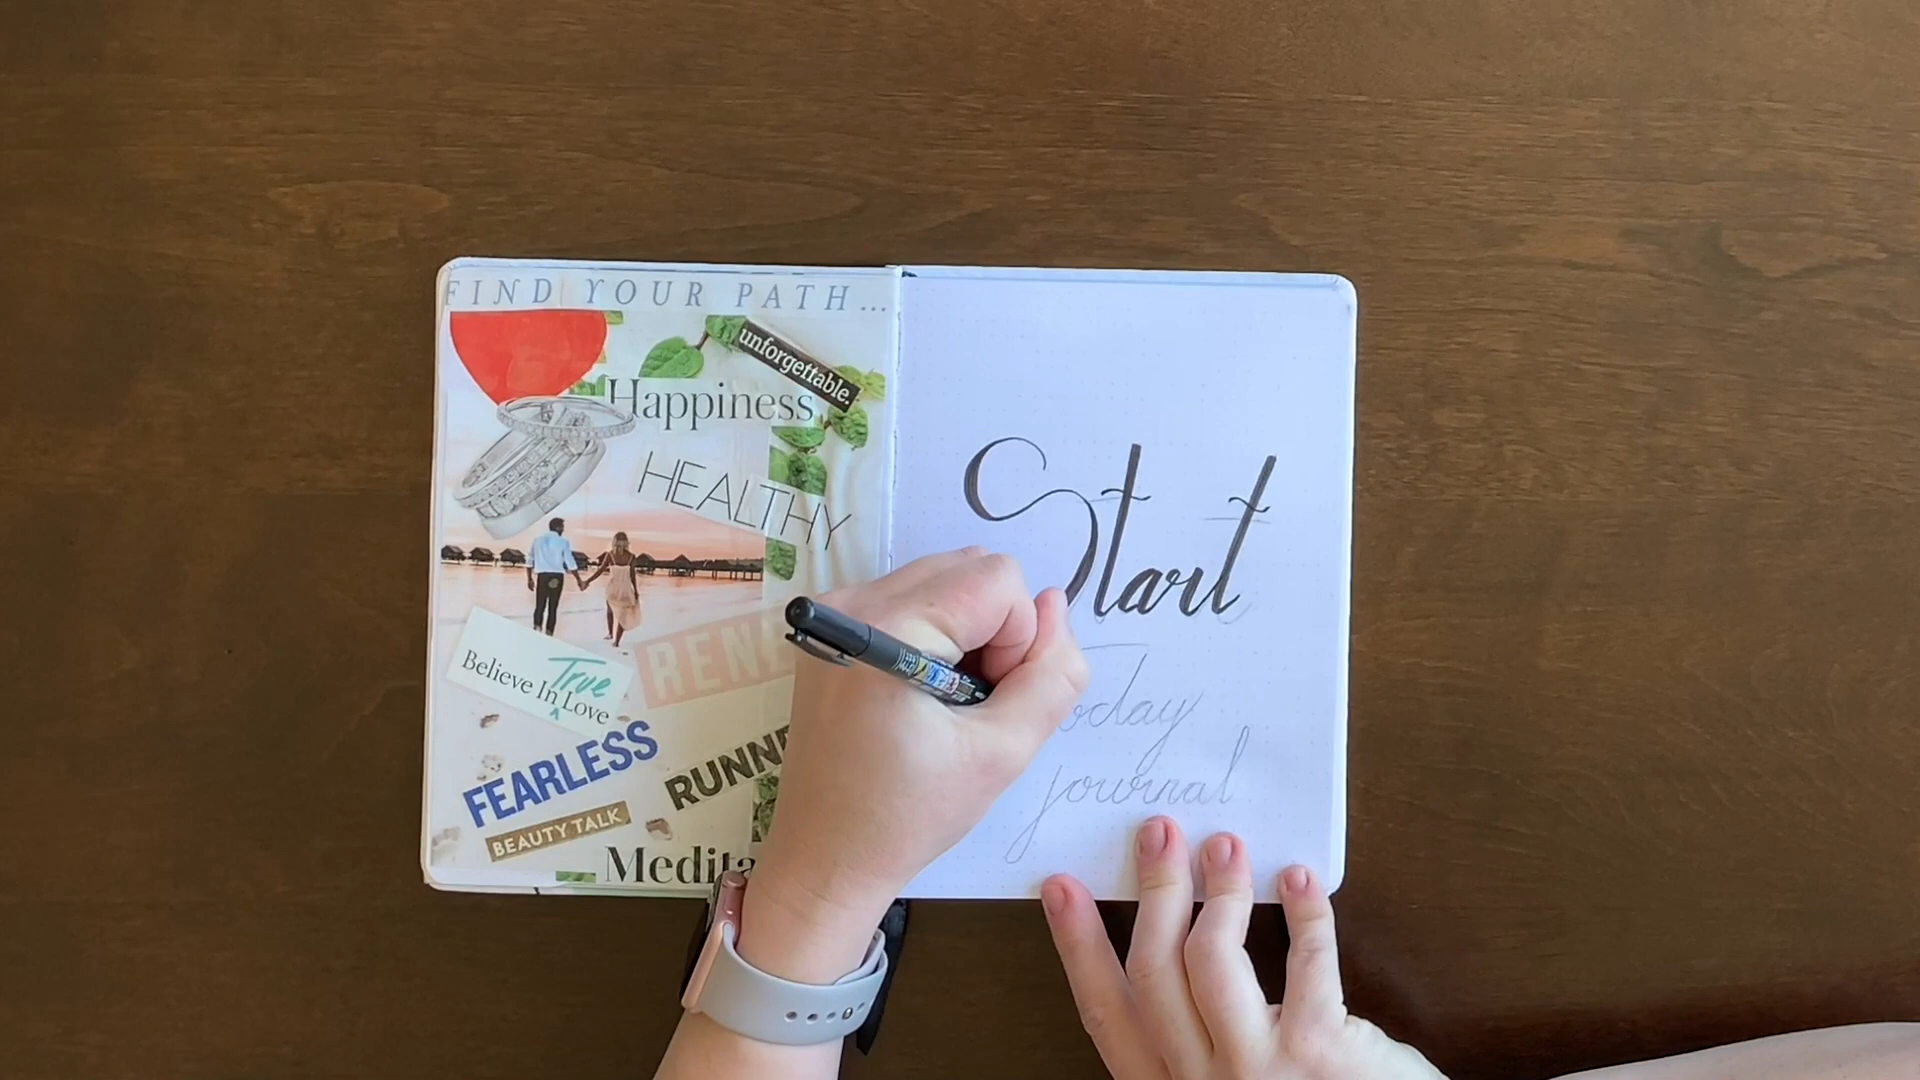 FIND YOUR PATH...
unforgettable.
Happiness
HEALTHY
True
Believe In Love
FEARLESS
BEAUTY TALK
Start
journal